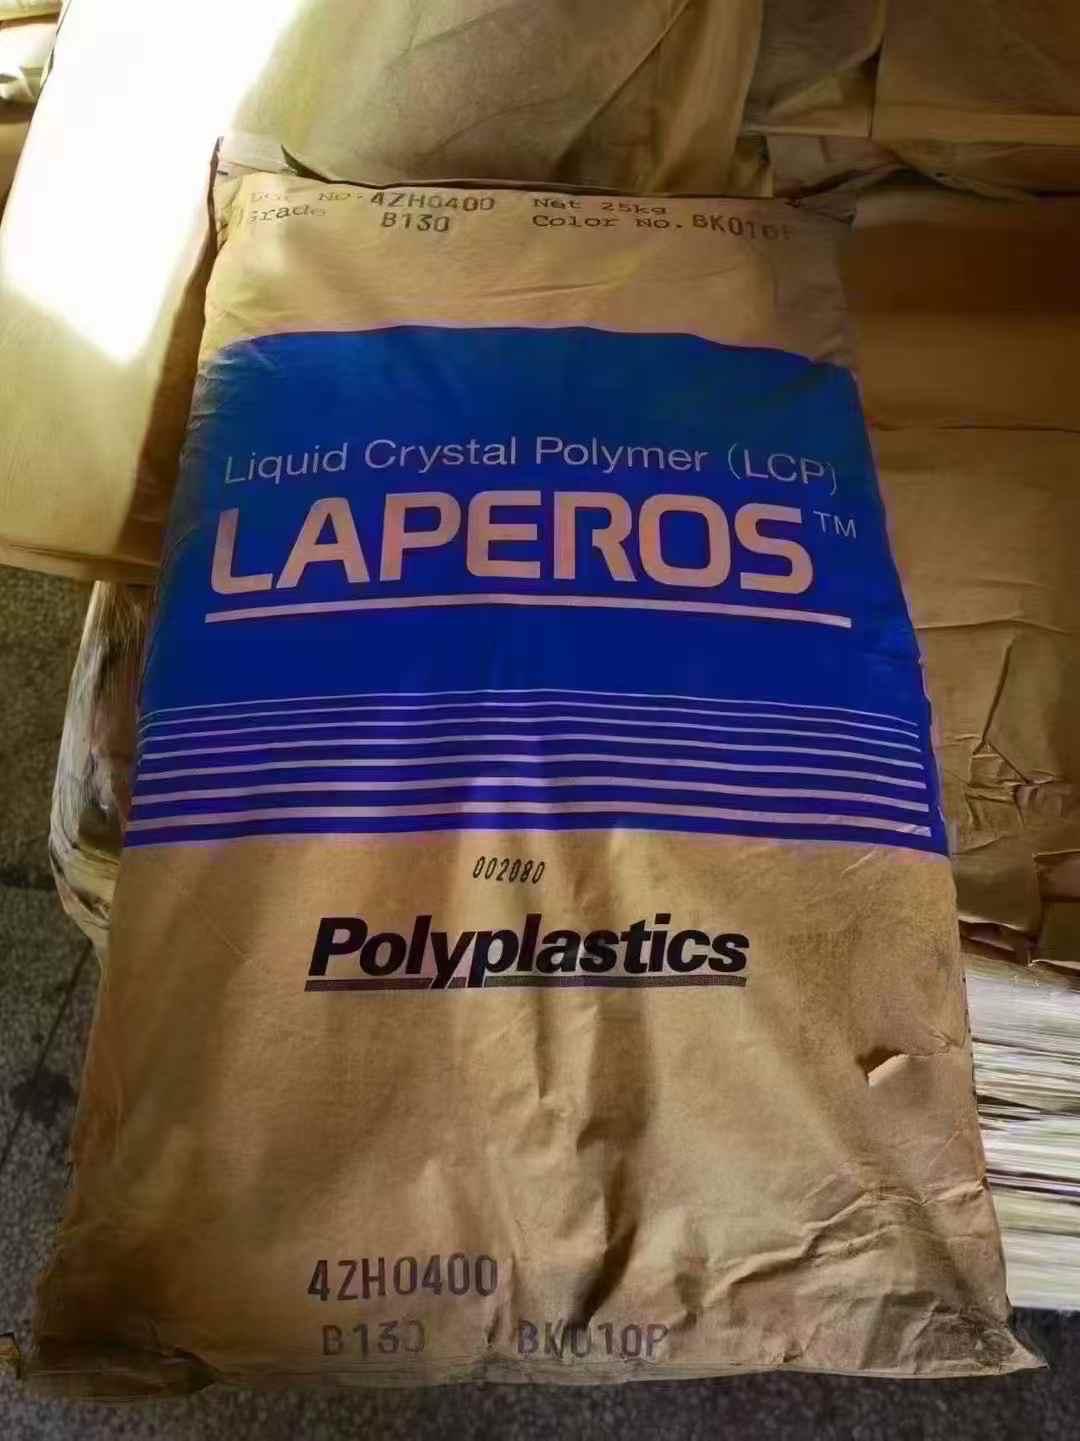 Lot No. 4ZH0400 Net 25kg
Grade B130 Color No. BK010P
Liquid Crystal Polymer (LCP)
LAPEROS™
002080
Polyplastics
4ZH0400
B130 BK010P